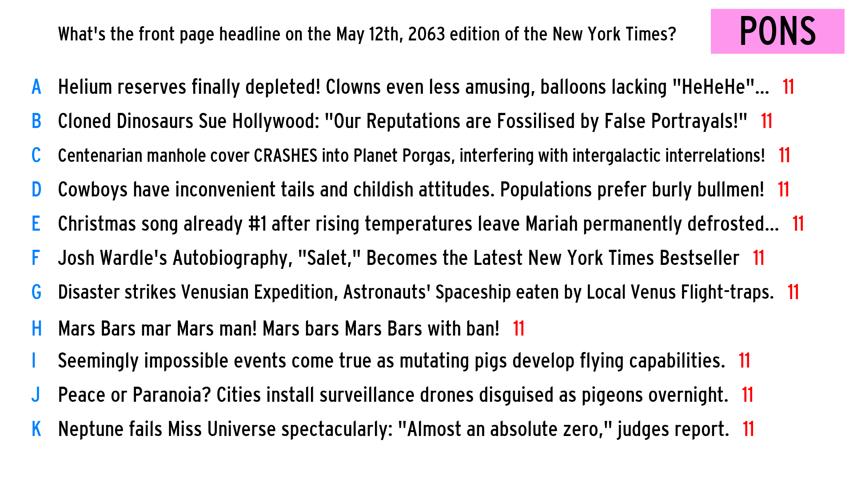 What's the front page headline on the May 12th, 2063 edition of the New York Times?
PONS
A Helium reserves finally depleted! Clowns even less amusing, balloons lacking "HeHeHe"... 11
B Cloned Dinosaurs Sue Hollywood: "Our Reputations are Fossilised by False Portrayals!" 11
C Centenarian manhole cover CRASHES into Planet Porgas, interfering with intergalactic interrelations! 11
D Cowboys have inconvenient tails and childish attitudes. Populations prefer burly bullmen! 11
E Christmas song already #1 after rising temperatures leave Mariah permanently defrosted... 11
F Josh Wardle's Autobiography, "Salet," Becomes the Latest New York Times Bestseller 11
G Disaster strikes Venusian Expedition, Astronauts' Spaceship eaten by Local Venus Flight-traps. 11
H Mars Bars mar Mars man! Mars bars Mars Bars with ban! 11
I Seemingly impossible events come true as mutating pigs develop flying capabilities. 11
J Peace or Paranoia? Cities install surveillance drones disguised as pigeons overnight. 11
K Neptune fails Miss Universe spectacularly: "Almost an absolute zero," judges report. 11